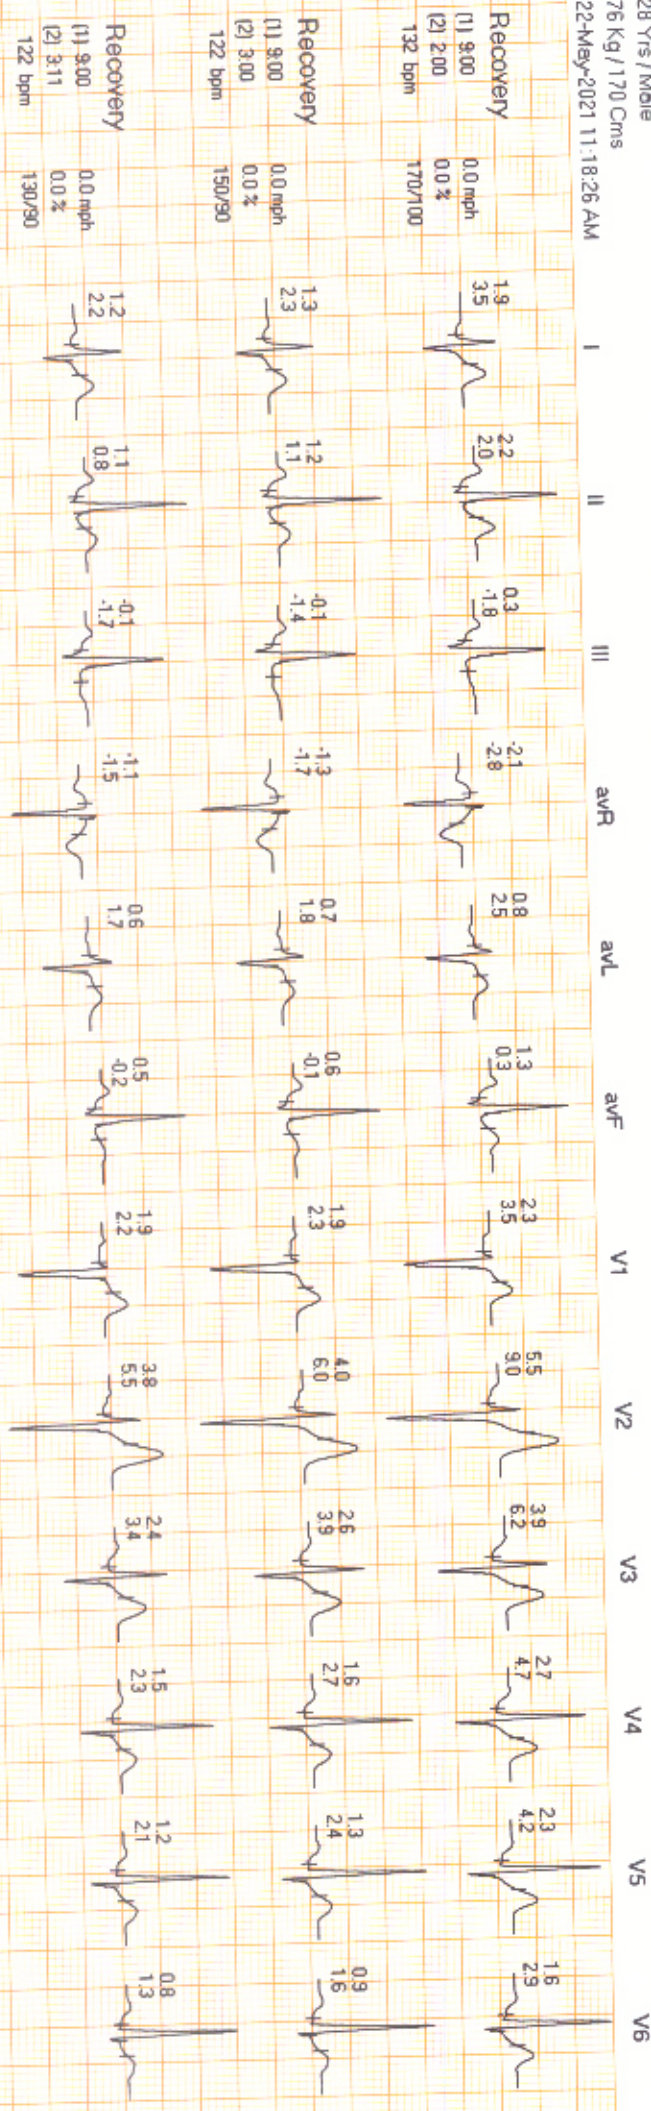 28 Yrs / Male
76 Kg / 170 Cms
22-May-2021 11:18:26 AM
I II III avR avL avF V1 V2 V3 V4 V5 V6
Recovery
(1) 9:00 0.0 mph
(2) 2:00 0.0 %
132 bpm 170/100
1.9 2.2 0.3 -2.1 0.8 1.3 2.3 5.5 3.9 2.7 2.3 1.6
3.5 2.0 -1.8 -2.8 2.5 0.3 3.5 9.0 6.2 4.7 4.2 2.9
Recovery
(1) 9:00 0.0 mph
(2) 3:00 0.0 %
122 bpm 150/90
1.3 1.2 -0.1 -1.3 0.7 0.6 1.9 4.0 2.6 1.6 1.3 0.9
2.3 1.1 -1.4 -1.7 1.8 -0.1 2.3 6.0 3.9 2.7 2.4 1.6
Recovery
(1) 9:00 0.0 mph
(2) 3:11 0.0 %
122 bpm 130/90
1.2 1.1 -0.1 -1.1 0.6 0.5 1.9 3.8 2.4 1.5 1.2 0.8
2.2 0.8 -1.7 -1.5 1.7 -0.2 2.2 5.5 3.4 2.3 2.1 1.3